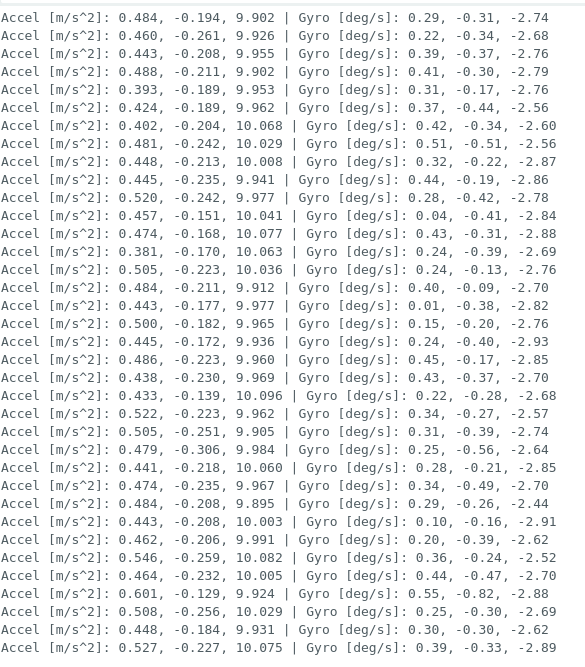 Accel [m/s^2]: 0.484, -0.194, 9.902 | Gyro [deg/s]: 0.29, -0.31, -2.74
Accel [m/s^2]: 0.460, -0.261, 9.926 | Gyro [deg/s]: 0.22, -0.34, -2.68
Accel [m/s^2]: 0.443, -0.208, 9.955 | Gyro [deg/s]: 0.39, -0.37, -2.76
Accel [m/s^2]: 0.488, -0.211, 9.902 | Gyro [deg/s]: 0.41, -0.30, -2.79
Accel [m/s^2]: 0.393, -0.189, 9.953 | Gyro [deg/s]: 0.31, -0.17, -2.76
Accel [m/s^2]: 0.424, -0.189, 9.962 | Gyro [deg/s]: 0.37, -0.44, -2.56
Accel [m/s^2]: 0.402, -0.204, 10.068 | Gyro [deg/s]: 0.42, -0.34, -2.60
Accel [m/s^2]: 0.481, -0.242, 10.029 | Gyro [deg/s]: 0.51, -0.51, -2.56
Accel [m/s^2]: 0.448, -0.213, 10.008 | Gyro [deg/s]: 0.32, -0.22, -2.87
Accel [m/s^2]: 0.445, -0.235, 9.941 | Gyro [deg/s]: 0.44, -0.19, -2.86
Accel [m/s^2]: 0.520, -0.242, 9.977 | Gyro [deg/s]: 0.28, -0.42, -2.78
Accel [m/s^2]: 0.457, -0.151, 10.041 | Gyro [deg/s]: 0.04, -0.41, -2.84
Accel [m/s^2]: 0.474, -0.168, 10.077 | Gyro [deg/s]: 0.43, -0.31, -2.88
Accel [m/s^2]: 0.381, -0.170, 10.063 | Gyro [deg/s]: 0.24, -0.39, -2.69
Accel [m/s^2]: 0.505, -0.223, 10.036 | Gyro [deg/s]: 0.24, -0.13, -2.76
Accel [m/s^2]: 0.484, -0.211, 9.912 | Gyro [deg/s]: 0.40, -0.09, -2.70
Accel [m/s^2]: 0.443, -0.177, 9.977 | Gyro [deg/s]: 0.01, -0.38, -2.82
Accel [m/s^2]: 0.500, -0.182, 9.965 | Gyro [deg/s]: 0.15, -0.20, -2.76
Accel [m/s^2]: 0.445, -0.172, 9.936 | Gyro [deg/s]: 0.24, -0.40, -2.93
Accel [m/s^2]: 0.486, -0.223, 9.960 | Gyro [deg/s]: 0.45, -0.17, -2.85
Accel [m/s^2]: 0.438, -0.230, 9.969 | Gyro [deg/s]: 0.43, -0.37, -2.70
Accel [m/s^2]: 0.433, -0.139, 10.096 | Gyro [deg/s]: 0.22, -0.28, -2.68
Accel [m/s^2]: 0.522, -0.223, 9.962 | Gyro [deg/s]: 0.34, -0.27, -2.57
Accel [m/s^2]: 0.505, -0.251, 9.905 | Gyro [deg/s]: 0.31, -0.39, -2.74
Accel [m/s^2]: 0.479, -0.306, 9.984 | Gyro [deg/s]: 0.25, -0.56, -2.64
Accel [m/s^2]: 0.441, -0.218, 10.060 | Gyro [deg/s]: 0.28, -0.21, -2.85
Accel [m/s^2]: 0.474, -0.235, 9.967 | Gyro [deg/s]: 0.34, -0.49, -2.70
Accel [m/s^2]: 0.484, -0.208, 9.895 | Gyro [deg/s]: 0.29, -0.26, -2.44
Accel [m/s^2]: 0.443, -0.208, 10.003 | Gyro [deg/s]: 0.10, -0.16, -2.91
Accel [m/s^2]: 0.462, -0.206, 9.991 | Gyro [deg/s]: 0.20, -0.39, -2.62
Accel [m/s^2]: 0.546, -0.259, 10.082 | Gyro [deg/s]: 0.36, -0.24, -2.52
Accel [m/s^2]: 0.464, -0.232, 10.005 | Gyro [deg/s]: 0.44, -0.47, -2.70
Accel [m/s^2]: 0.601, -0.129, 9.924 | Gyro [deg/s]: 0.55, -0.82, -2.88
Accel [m/s^2]: 0.508, -0.256, 10.029 | Gyro [deg/s]: 0.25, -0.30, -2.69
Accel [m/s^2]: 0.448, -0.184, 9.931 | Gyro [deg/s]: 0.30, -0.30, -2.62
Accel [m/s^2]: 0.527, -0.227, 10.075 | Gyro [deg/s]: 0.39, -0.33, -2.89